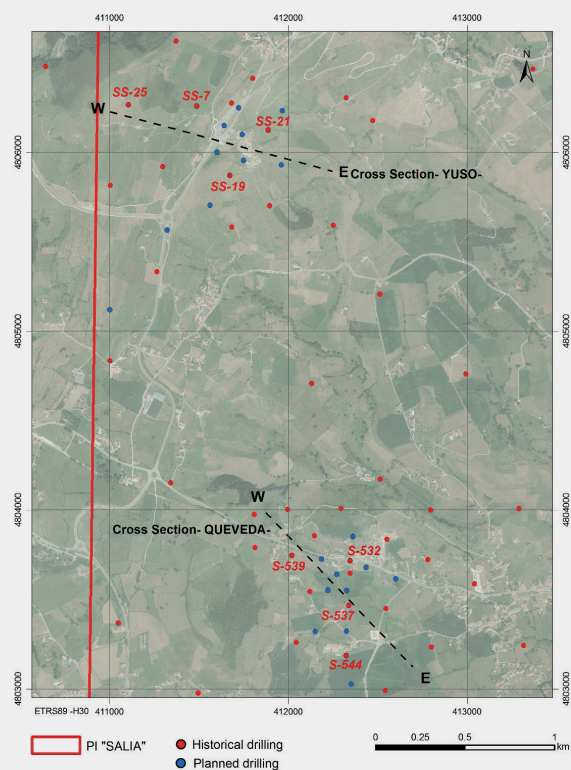 411000 412000 413000
N
SS-25 SS-7
W
SS-21
4806000 4806000
E Cross Section- YUSO-
SS-19
4805000 4805000
W
4804000 4804000
Cross Section- QUEVEDA-
S-532
S-539
S-537
S-544
E
4803000 4803000
ETRS89 -H30 411000 412000 413000
PI "SALIA"
Historical drilling
Planned drilling
0 0.25 0.5 1
km